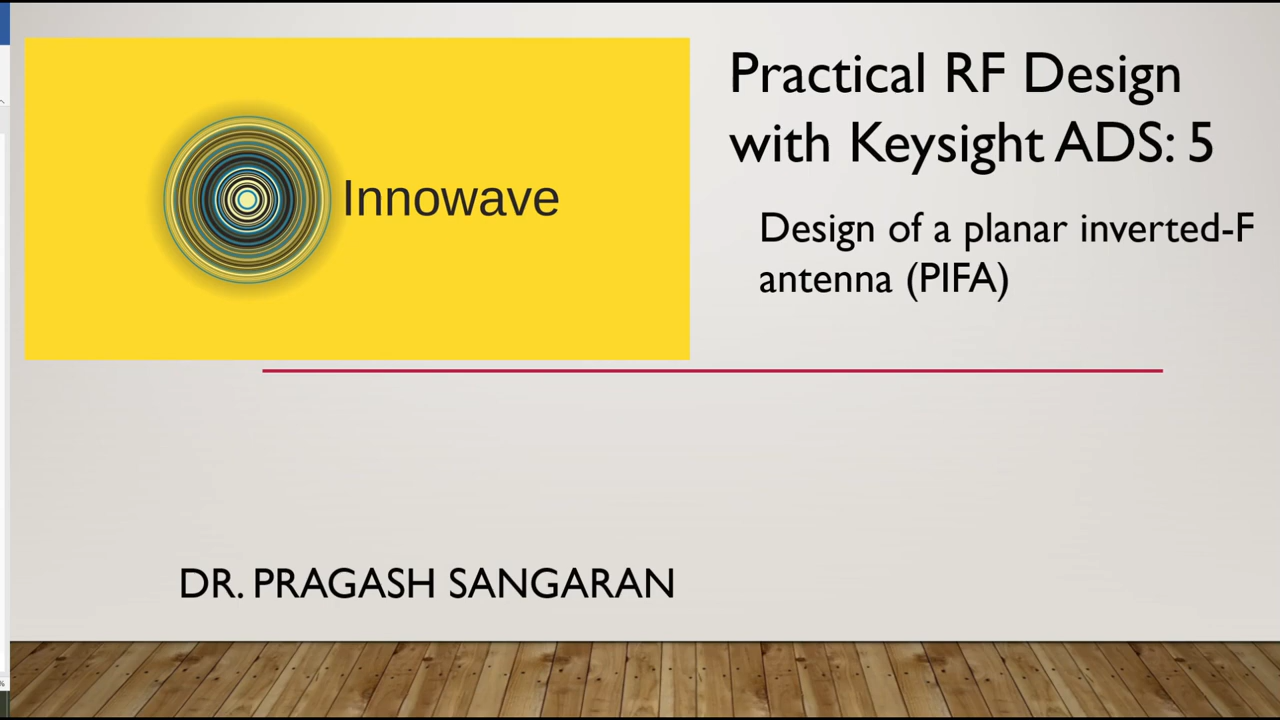 Practical RF Design
with Keysight ADS: 5
Innowave
Design of a planar inverted-F
antenna (PIFA)
DR. PRAGASH SANGARAN
%